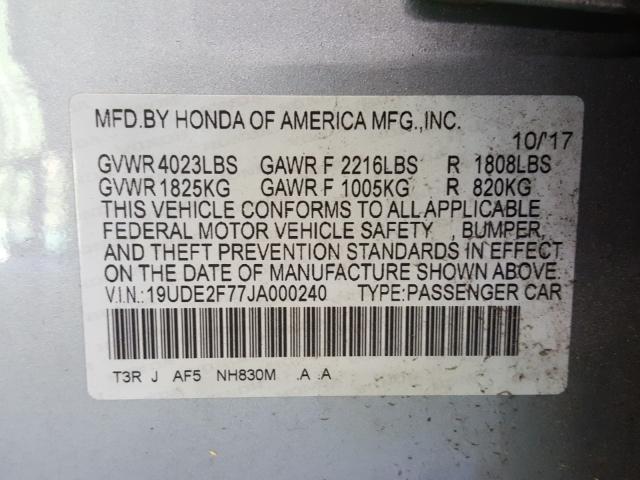 MFD.BY HONDA OF AMERICA MFG.,INC.
10/'17
GVWR 4023LBS GAWR F 2216LBS R 1808LBS
GVWR 1825KG GAWR F 1005KG R 820KG
THIS VEHICLE CONFORMS TO ALL APPLICABLE
FEDERAL MOTOR VEHICLE SAFETY , BUMPER,
AND THEFT PREVENTION STANDARDS IN EFFECT
ON THE DATE OF MANUFACTURE SHOWN ABOVE.
V.I.N.:19UDE2F77JA000240 TYPE:PASSENGER CAR
T3R J AF5 NH830M .A .A